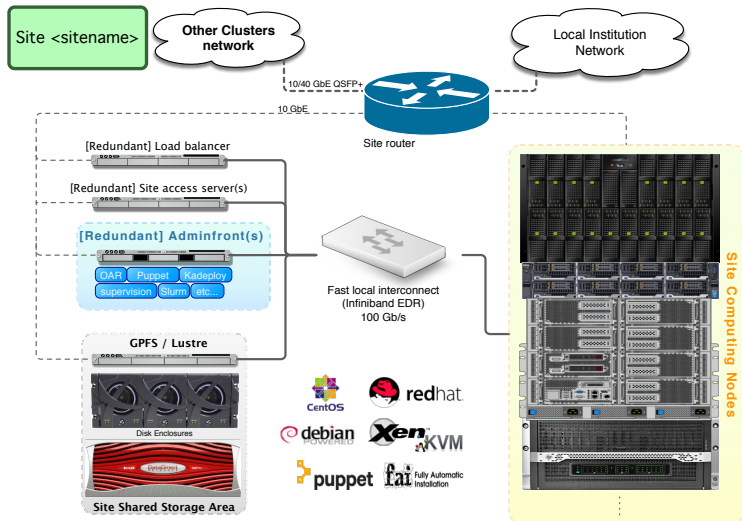 Site <sitename>
Other Clusters
network
Local Institution
Network
10/40 GbE QSFP+
10 GbE
Site router
[Redundant] Load balancer
[Redundant] Site access server(s)
[Redundant] Adminfront(s)
OAR
Puppet
Kadeploy
supervision
Slurm
etc...
Fast local interconnect
(Infiniband EDR)
100 Gb/s
GPFS / Lustre
Disk Enclosures
DataDirect
Site Shared Storage Area
Site Computing Nodes
CentOS
redhat.
debian
POWERED
Xen
KVM
puppet
fai
Fully Automatic
Installation